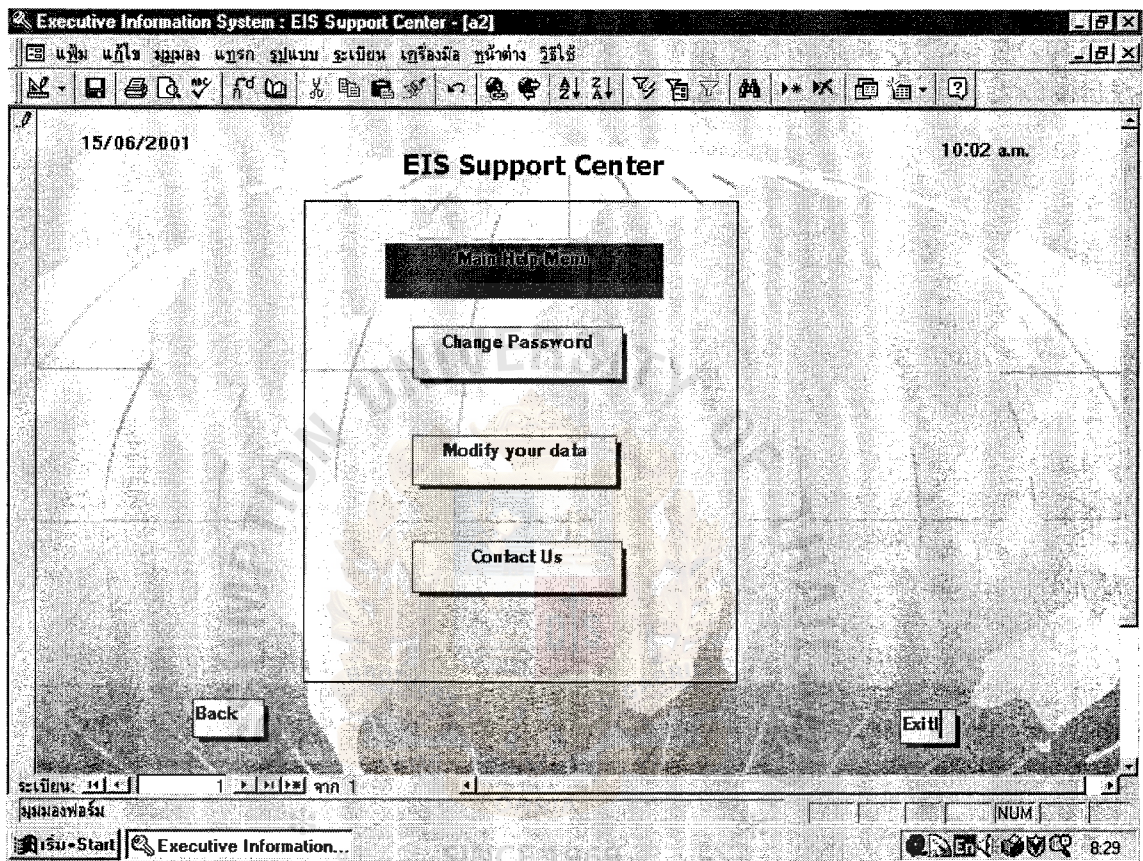 Executive Information System : EIS Support Center - [a2]
แฟ้ม แก้ไข มุมมอง แทรก รูปแบบ ระเบียน เครื่องมือ หน้าต่าง วิธีใช้
15/06/2001
10:02 a.m.
EIS Support Center
Main Help Menu
Change Password
Modify your data
Contact Us
Back
Exit
ระเบียน: 1 จาก 1
มุมมองฟอร์ม
NUM
เริ่ม-Start Executive Information... En 8:29